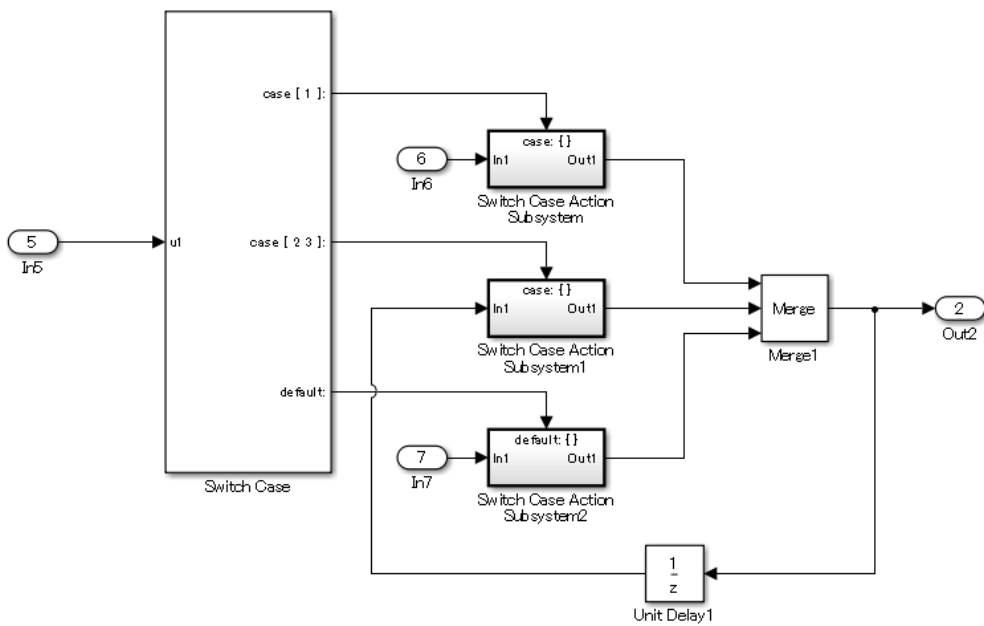 case [ 1 ]:
case: { }
6
In1
Out1
In6
Switch Case Action
Subsystem
5
u1
case [ 2 3 ]:
In5
case: { }
In1
Out1
Merge
2
Switch Case Action
Subsystem1
Merge1
Out2
default:
default: { }
7
In1
Out1
In7
Switch Case
Switch Case Action
Subsystem2
1
z
Unit Delay1